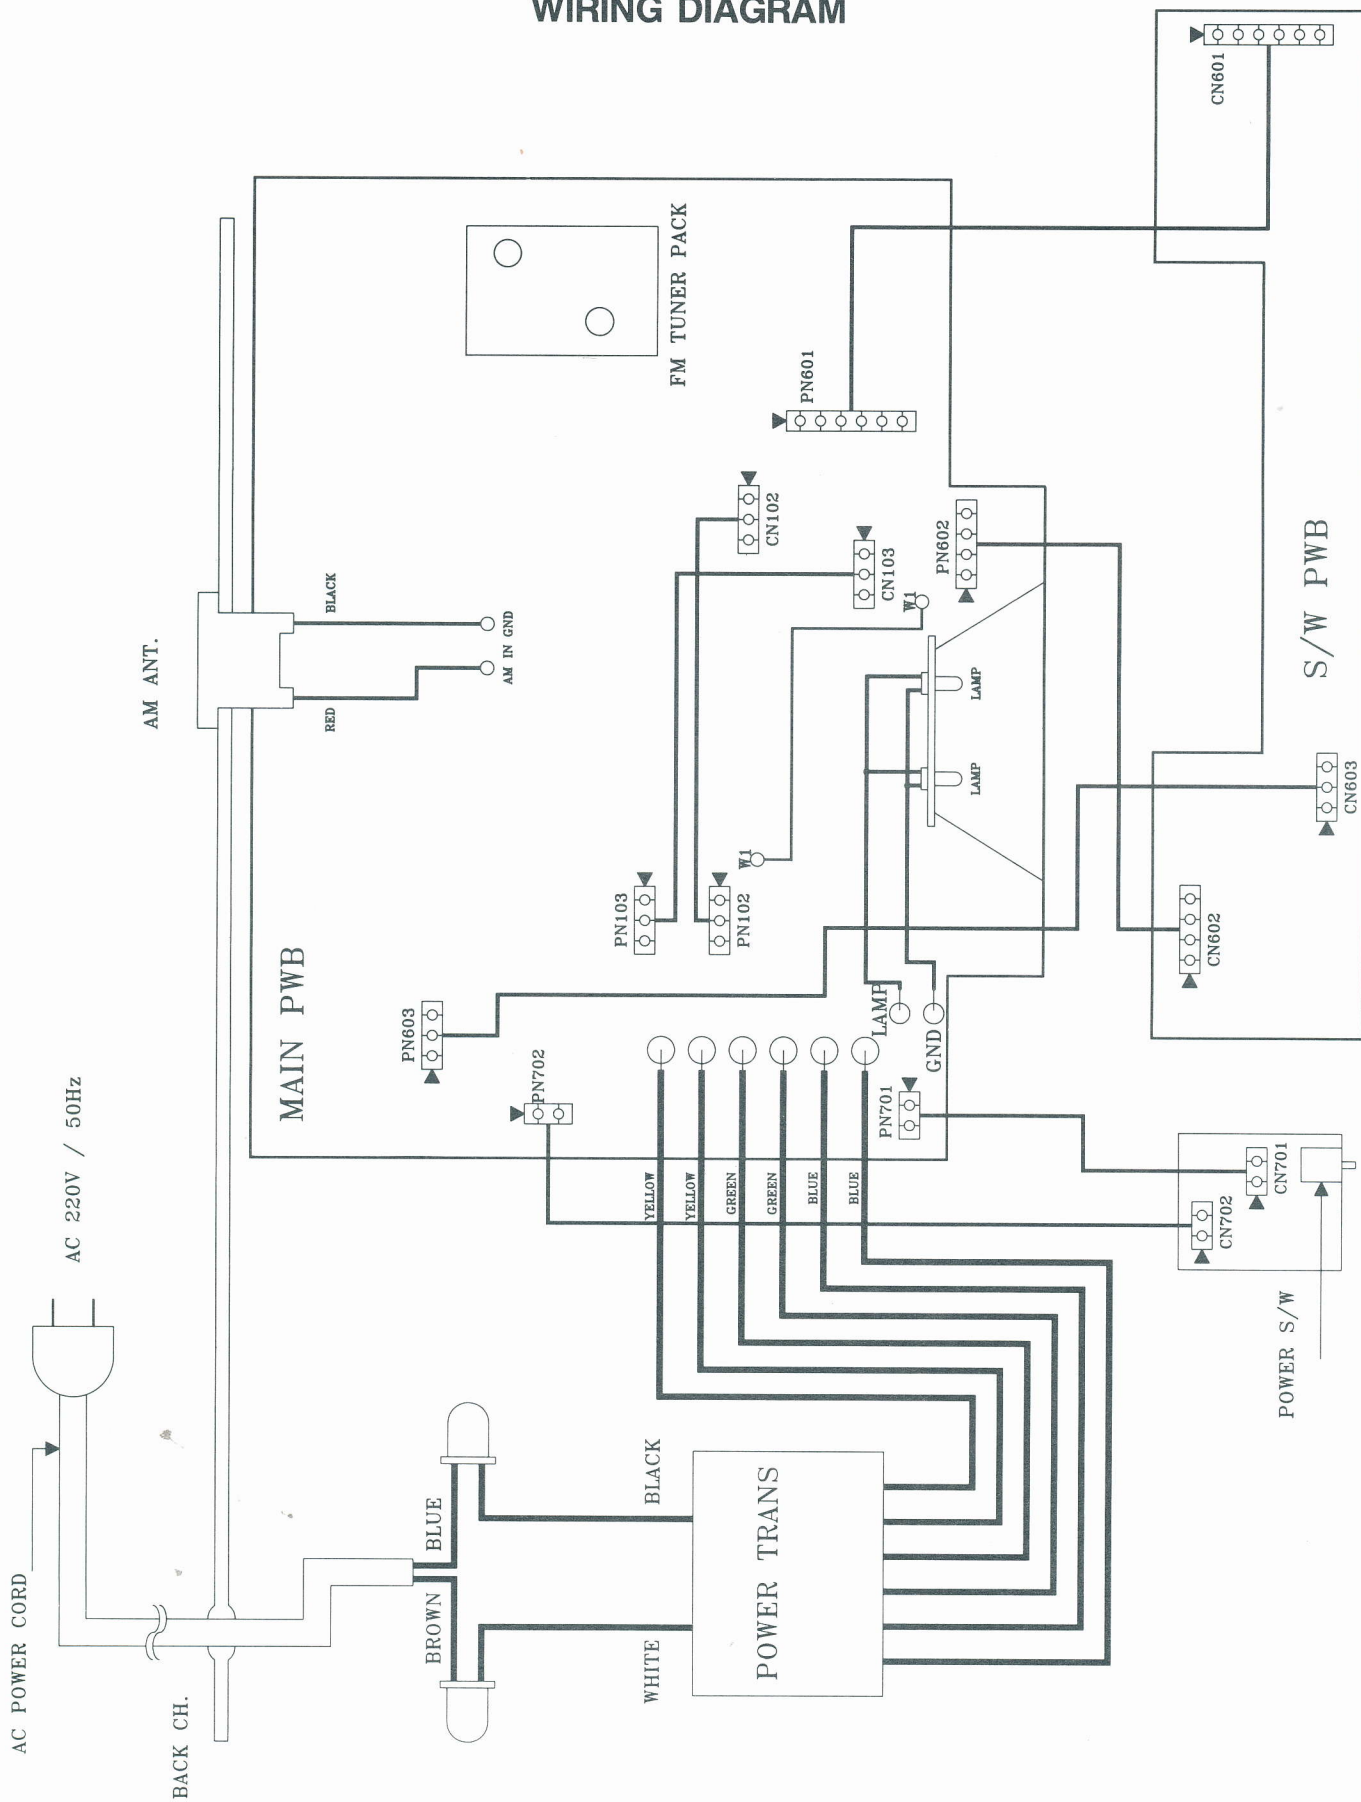 WIRING DIAGRAM
AC POWER CORD
AC 220V / 50Hz
BACK CH.
AM ANT.
RED
BLACK
AM IN GND
MAIN PWB
FM TUNER PACK
PN603
PN702
PN103
PN102
W1
CN102
CN103
W1
PN601
PN602
CN601
LAMP
LAMP
LAMP
GND
PN701
YELLOW
YELLOW
GREEN
GREEN
BLUE
BLUE
BROWN
BLUE
WHITE
BLACK
POWER TRANS
CN702
CN701
POWER S/W
CN602
CN603
S/W PWB